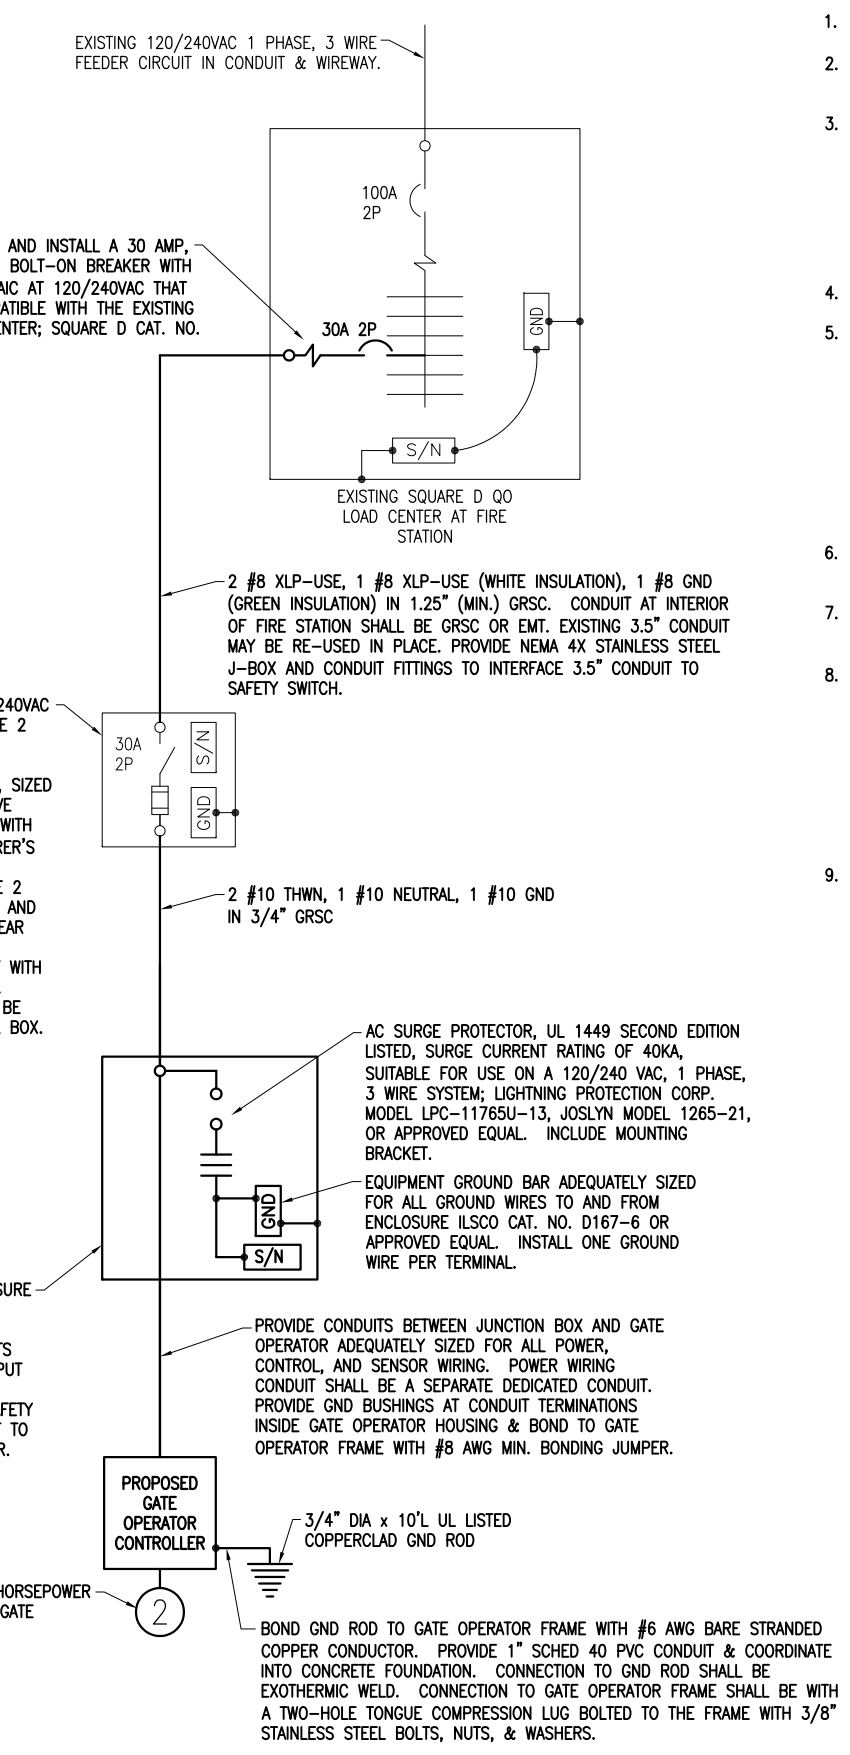 1.
EXISTING 120/240VAC 1 PHASE, 3 WIRE
FEEDER CIRCUIT IN CONDUIT & WIREWAY.
2.
3.
100A
2P
AND INSTALL A 30 AMP,
BOLT-ON BREAKER WITH
AIC AT 120/240VAC THAT
PATIBLE WITH THE EXISTING
ENTER; SQUARE D CAT. NO.
4.
5.
30A 2P
GND
S/N
EXISTING SQUARE D QO
LOAD CENTER AT FIRE
STATION
6.
7.
8.
2 #8 XLP-USE, 1 #8 XLP-USE (WHITE INSULATION), 1 #8 GND
(GREEN INSULATION) IN 1.25" (MIN.) GRSC. CONDUIT AT INTERIOR
OF FIRE STATION SHALL BE GRSC OR EMT. EXISTING 3.5" CONDUIT
MAY BE RE-USED IN PLACE. PROVIDE NEMA 4X STAINLESS STEEL
J-BOX AND CONDUIT FITTINGS TO INTERFACE 3.5" CONDUIT TO
SAFETY SWITCH.
240VAC
E 2
30A
2P
S/N
GND
, SIZED
VE
WITH
RER'S
E 2
AND
EAR
T WITH
BE
BOX.
9.
2 #10 THWN, 1 #10 NEUTRAL, 1 #10 GND
IN 3/4" GRSC
AC SURGE PROTECTOR, UL 1449 SECOND EDITION
LISTED, SURGE CURRENT RATING OF 40KA,
SUITABLE FOR USE ON A 120/240 VAC, 1 PHASE,
3 WIRE SYSTEM; LIGHTNING PROTECTION CORP.
MODEL LPC-11765U-13, JOSLYN MODEL 1265-21,
OR APPROVED EQUAL. INCLUDE MOUNTING
BRACKET.
EQUIPMENT GROUND BAR ADEQUATELY SIZED
FOR ALL GROUND WIRES TO AND FROM
ENCLOSURE ILSCO CAT. NO. D167-6 OR
APPROVED EQUAL. INSTALL ONE GROUND
WIRE PER TERMINAL.
GND
S/N
SURE
TS
PUT
AFETY
T TO
R.
PROVIDE CONDUITS BETWEEN JUNCTION BOX AND GATE
OPERATOR ADEQUATELY SIZED FOR ALL POWER,
CONTROL, AND SENSOR WIRING. POWER WIRING
CONDUIT SHALL BE A SEPARATE DEDICATED CONDUIT.
PROVIDE GND BUSHINGS AT CONDUIT TERMINATIONS
INSIDE GATE OPERATOR HOUSING & BOND TO GATE
OPERATOR FRAME WITH #8 AWG MIN. BONDING JUMPER.
PROPOSED
GATE
OPERATOR
CONTROLLER
3/4" DIA x 10'L UL LISTED
COPPERCLAD GND ROD
HORSEPOWER
GATE
2
BOND GND ROD TO GATE OPERATOR FRAME WITH #6 AWG BARE STRANDED
COPPER CONDUCTOR. PROVIDE 1" SCHED 40 PVC CONDUIT & COORDINATE
INTO CONCRETE FOUNDATION. CONNECTION TO GND ROD SHALL BE
EXOTHERMIC WELD. CONNECTION TO GATE OPERATOR FRAME SHALL BE WITH
A TWO-HOLE TONGUE COMPRESSION LUG BOLTED TO THE FRAME WITH 3/8"
STAINLESS STEEL BOLTS, NUTS, & WASHERS.